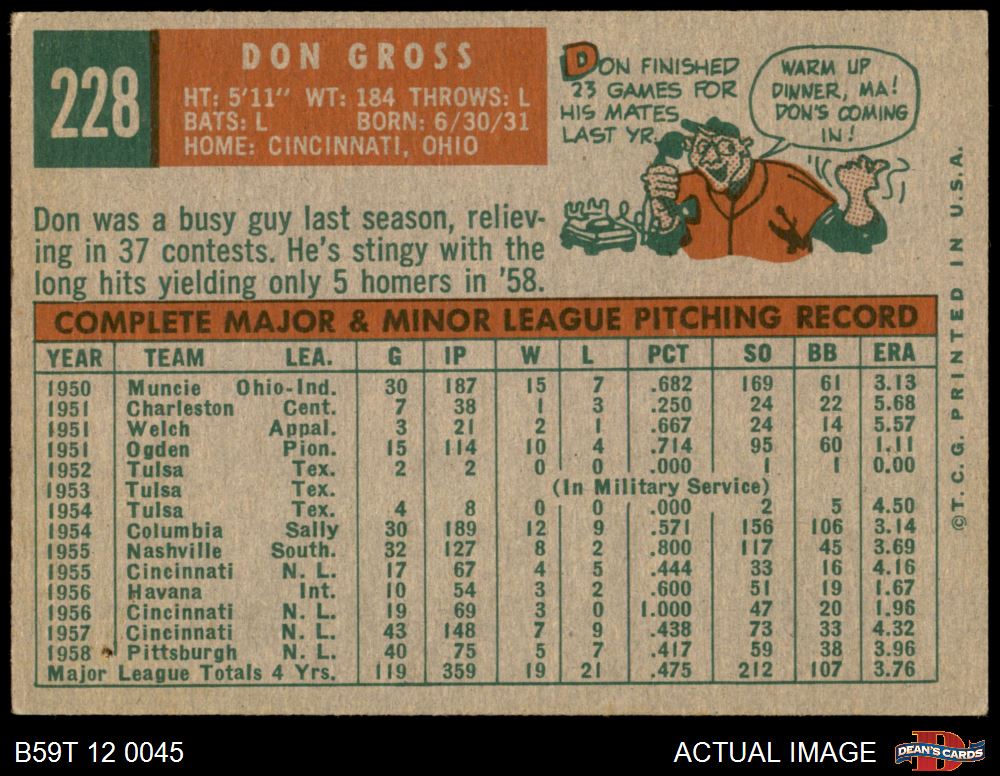 228
DON GROSS
HT: 5'11" WT: 184 THROWS: L
BATS: L BORN: 6/30/31
HOME: CINCINNATI, OHIO
DON FINISHED
23 GAMES FOR
HIS MATES
LAST YR.
WARM UP
DINNER, MA!
DON'S COMING
IN!
Don was a busy guy last season, reliev-
ing in 37 contests. He's stingy with the
long hits yielding only 5 homers in '58.
COMPLETE MAJOR & MINOR LEAGUE PITCHING RECORD
YEAR TEAM LEA. G IP W L PCT SO BB ERA
1950 Muncie Ohio-Ind. 30 187 15 7 .682 169 61 3.13
1951 Charleston Cent. 7 38 1 3 .250 24 22 5.68
1951 Welch Appal. 3 21 2 1 .667 24 14 5.57
1951 Ogden Pion. 15 114 10 4 .714 95 60 1.11
1952 Tulsa Tex. 2 2 0 0 .000 1 1 0.00
1953 Tulsa Tex. (In Military Service)
1954 Tulsa Tex. 4 8 0 0 .000 2 5 4.50
1954 Columbia Sally 30 189 12 9 .571 156 106 3.14
1955 Nashville South. 32 127 8 2 .800 117 45 3.69
1955 Cincinnati N. L. 17 67 4 5 .444 33 16 4.16
1956 Havana Int. 10 54 3 2 .600 51 19 1.67
1956 Cincinnati N. L. 19 69 3 0 1.000 47 20 1.96
1957 Cincinnati N. L. 43 148 7 9 .438 73 33 4.32
1958 Pittsburgh N. L. 40 75 5 7 .417 59 38 3.96
Major League Totals 4 Yrs. 119 359 19 21 .475 212 107 3.76
©T. C. G. PRINTED IN U.S.A.
B59T 12 0045
ACTUAL IMAGE
D
DEAN'S CARDS